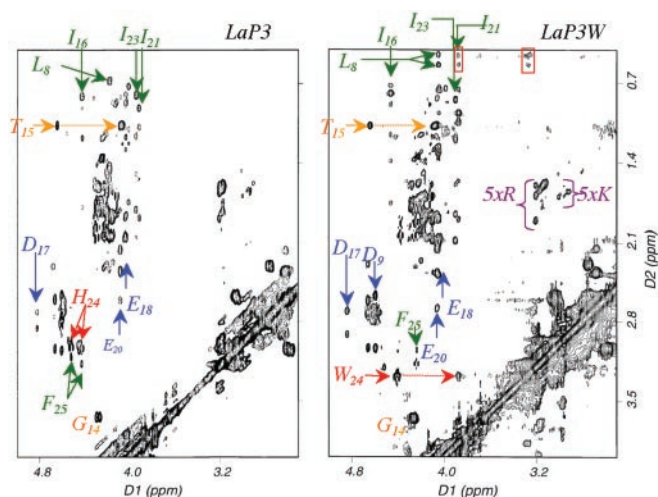 I23
I16 I23 I21 LaP3 I16 I21 LaP3W
L8 L8
0.7
T15 T15
1.4
5xR 5xK
2.1
D17 D17 D9
D2 (ppm)
H24 E18 E18
E20 F25 E20
2.8
F25 W24
G14 G14
3.5
4.8 4.0 3.2 4.8 4.0 3.2
D1 (ppm) D1 (ppm)